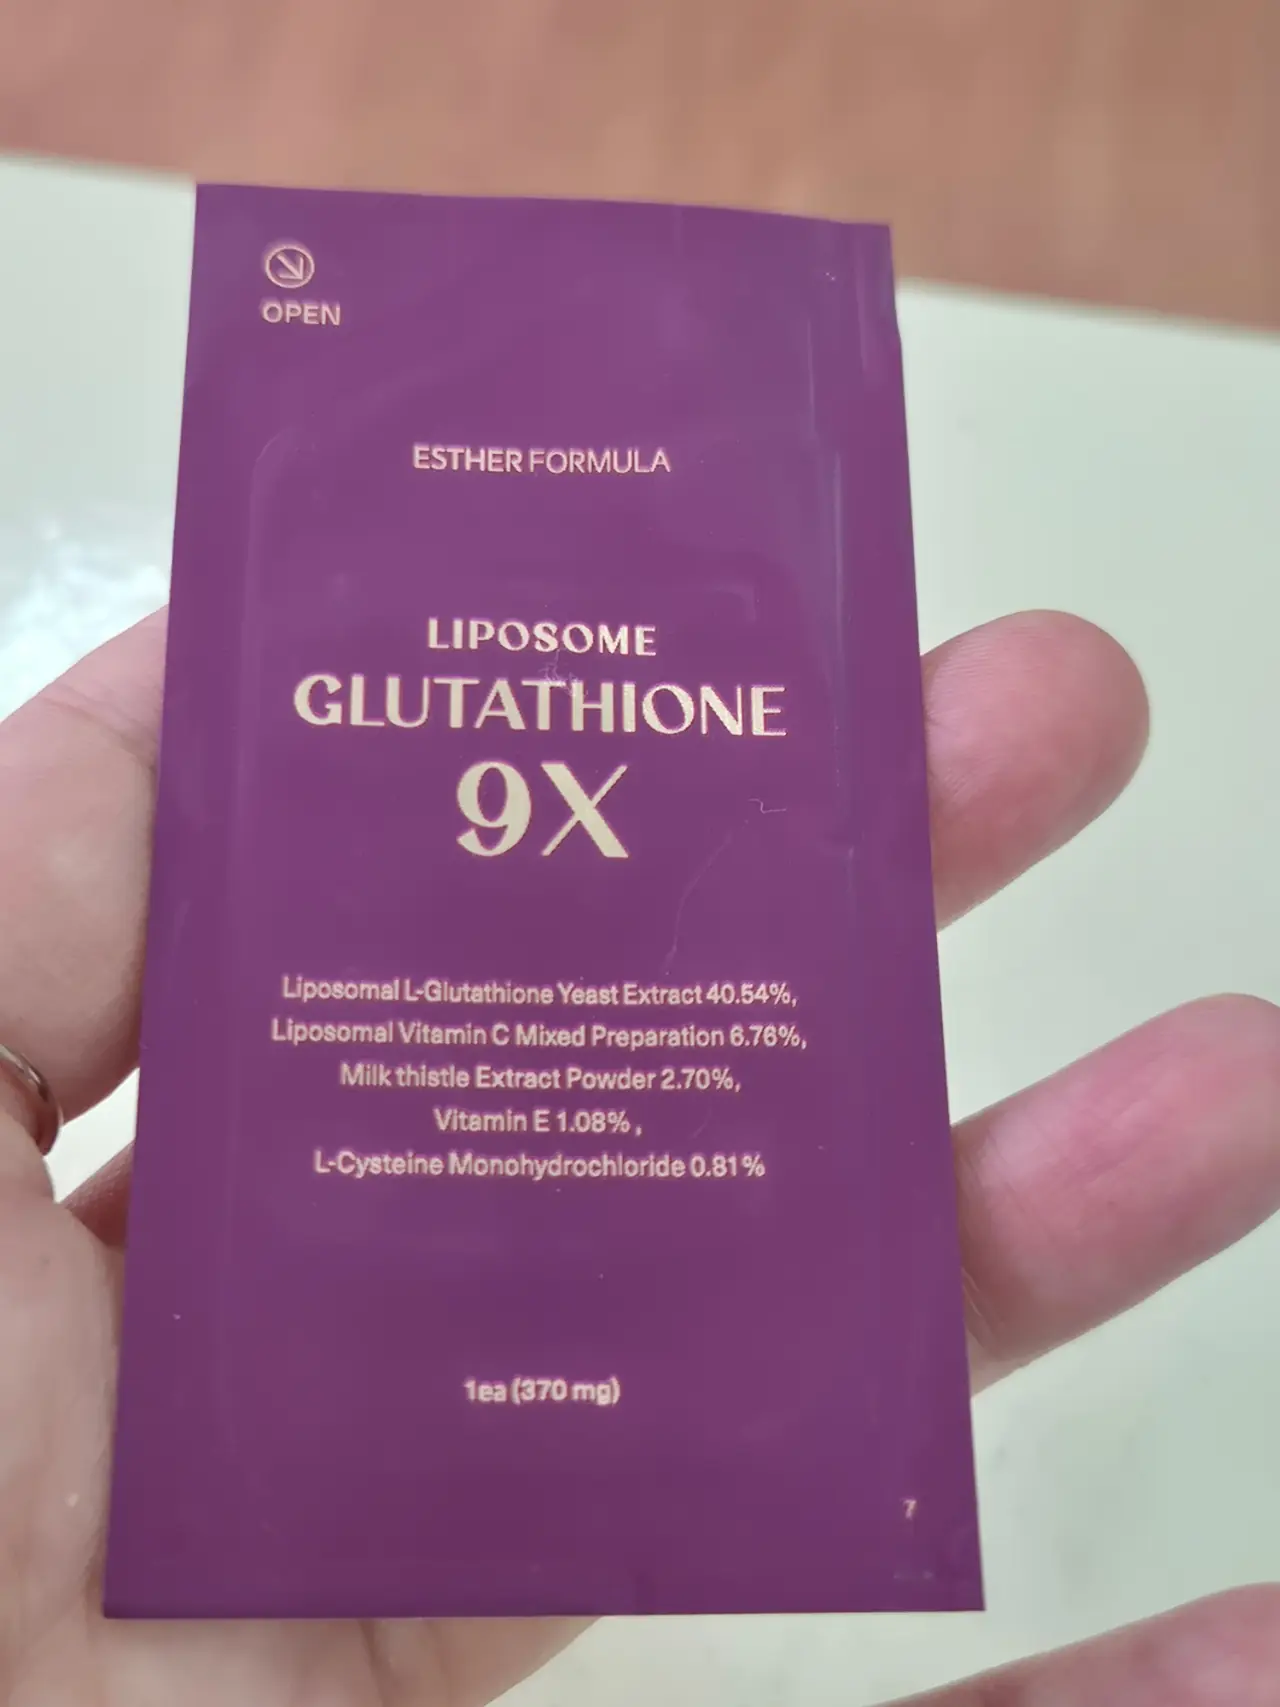 OPEN
ESTHER FORMULA
LIPOSOME
GLUTATHIONE
9X
Liposomal L-Glutathione Yeast Extract 40.54%,
Liposomal Vitamin C Mixed Preparation 6.76%,
Milk thistle Extract Powder 2.70%,
Vitamin E 1.08% ,
L-Cysteine Monohydrochloride 0.81%
1ea (370 mg)
7